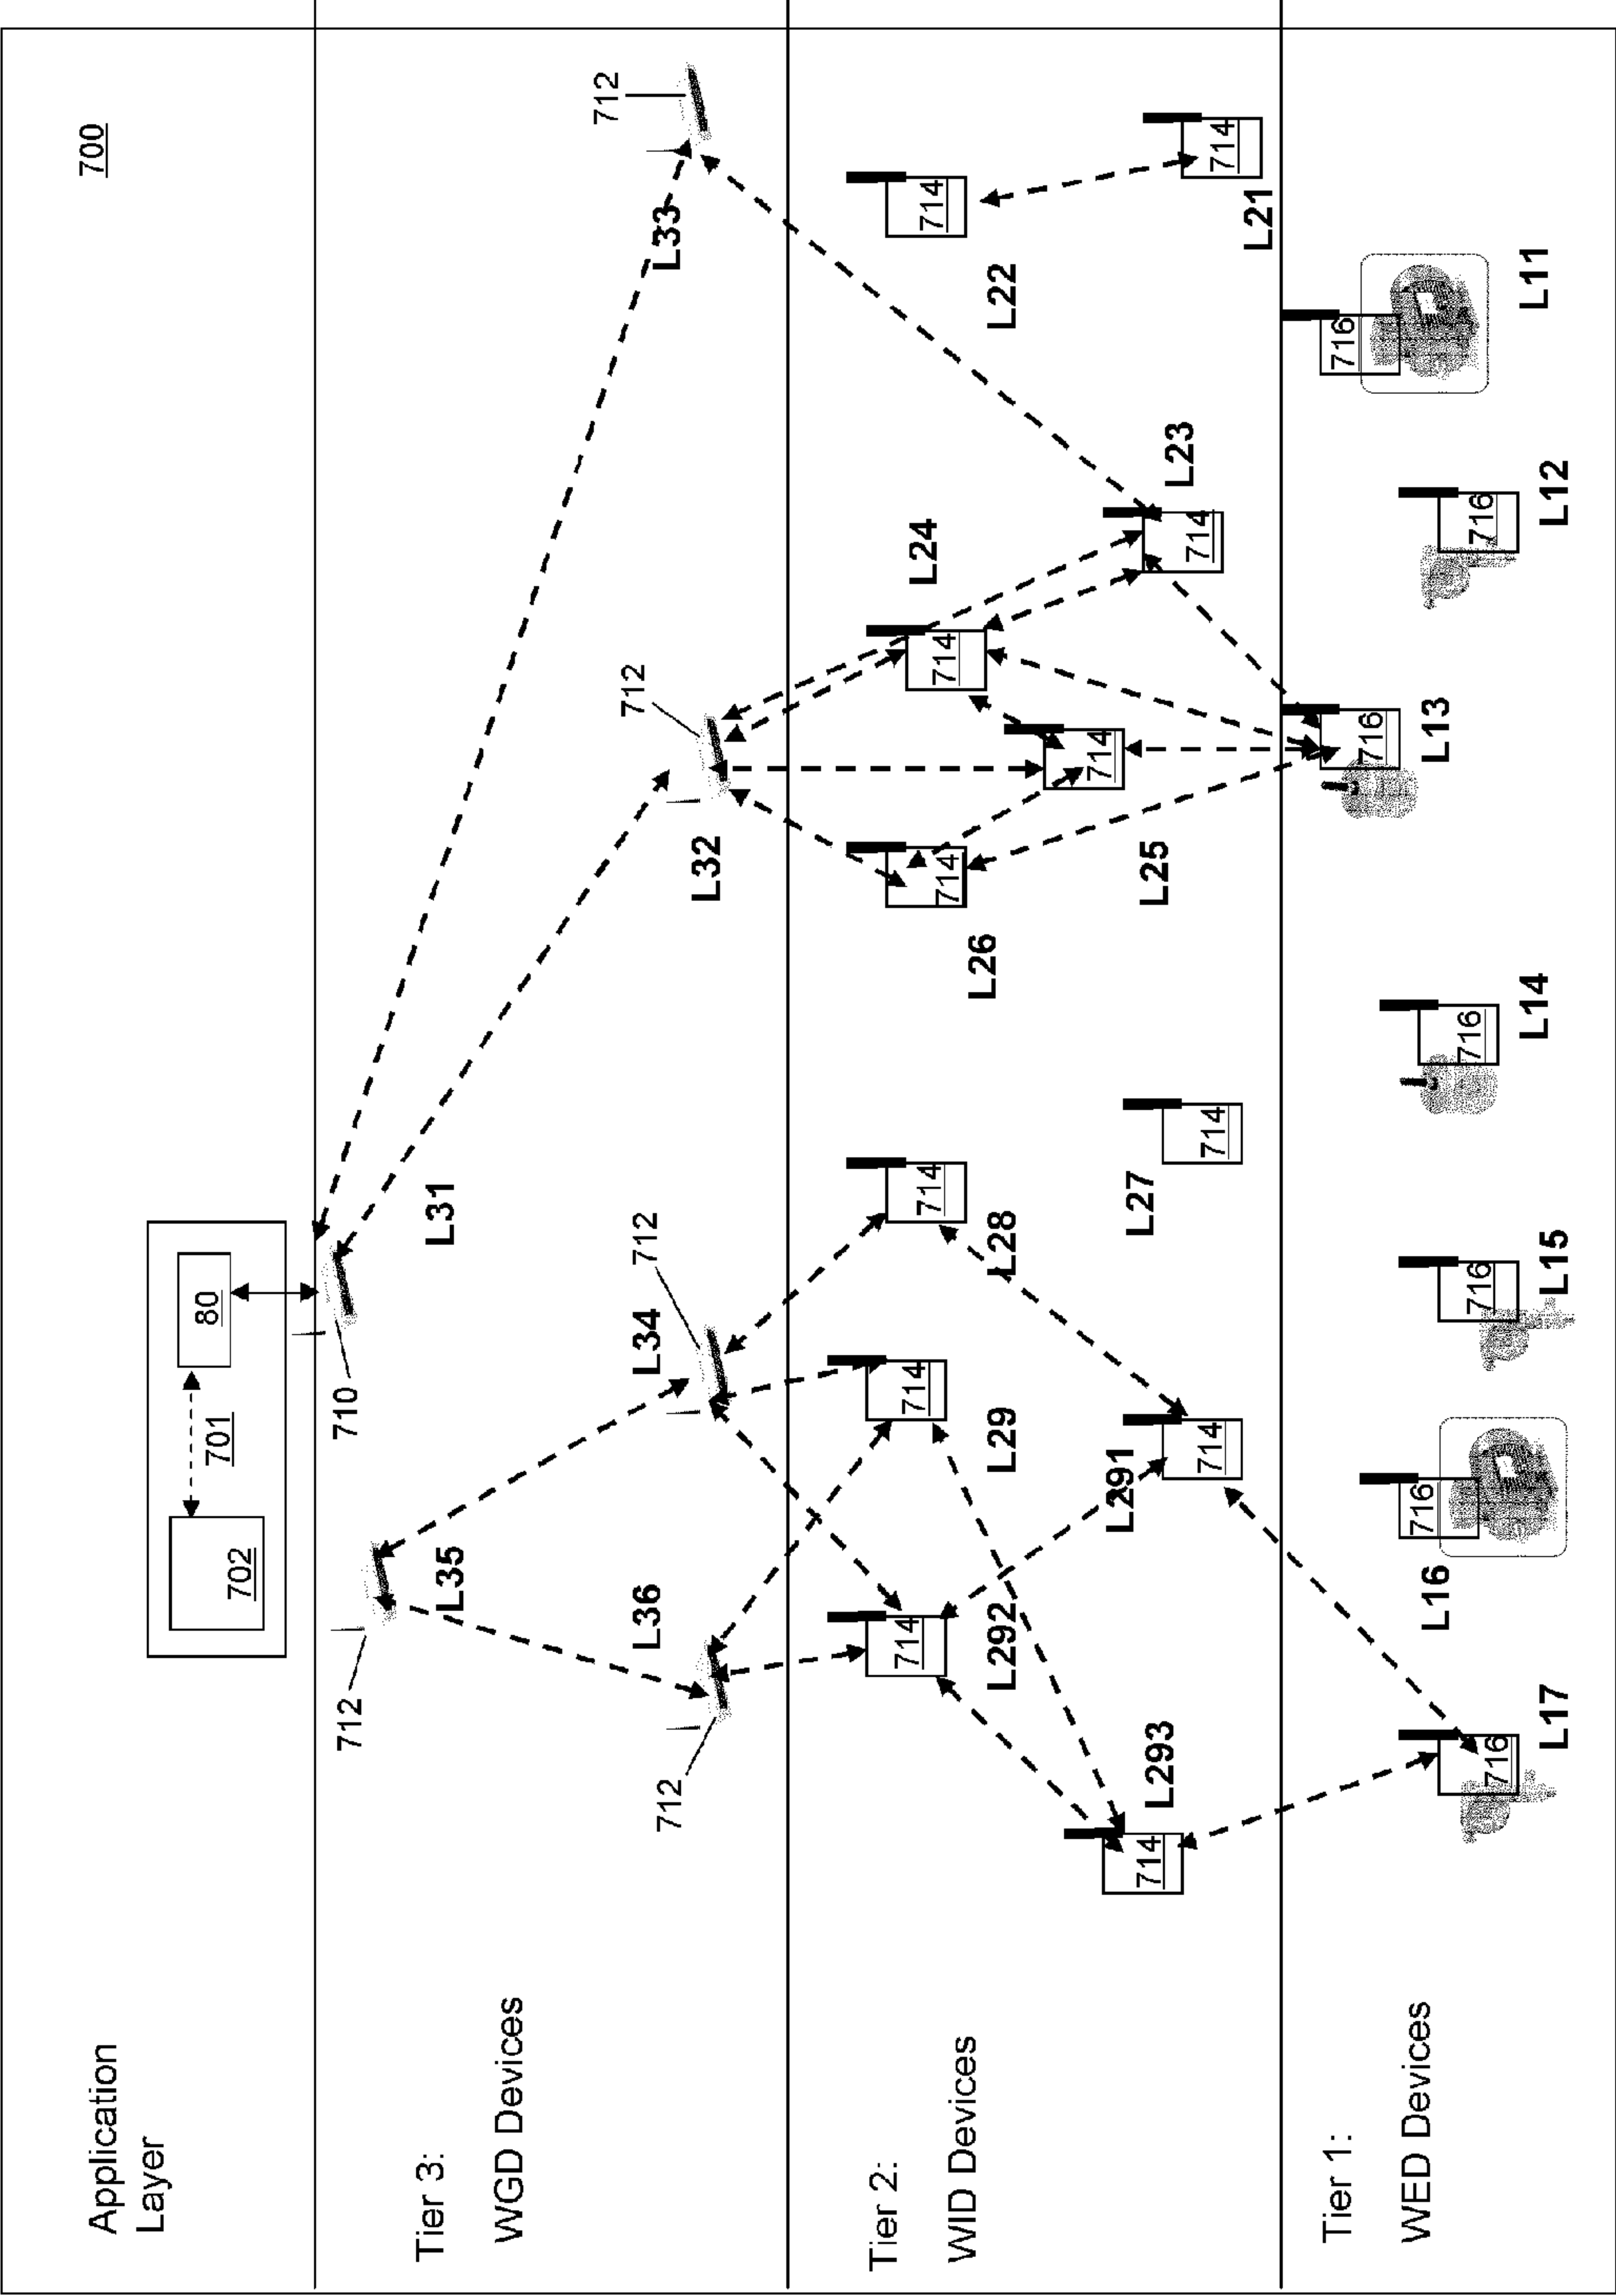 700
Application
Layer
702
701
80
Tier 3:
WGD Devices
712
L35
710
L31
712
L36
L34
712
L32
712
L33
712
Tier 2:
WID Devices
714
L293
714
L292
714
L29
L291
714
714
L28
L27
714
L26
714
L25
714
L24
714
L23
714
L22
714
L21
714
Tier 1:
WED Devices
716
L17
L16
716
716
L15
716
L14
716
L13
716
L12
716
L11